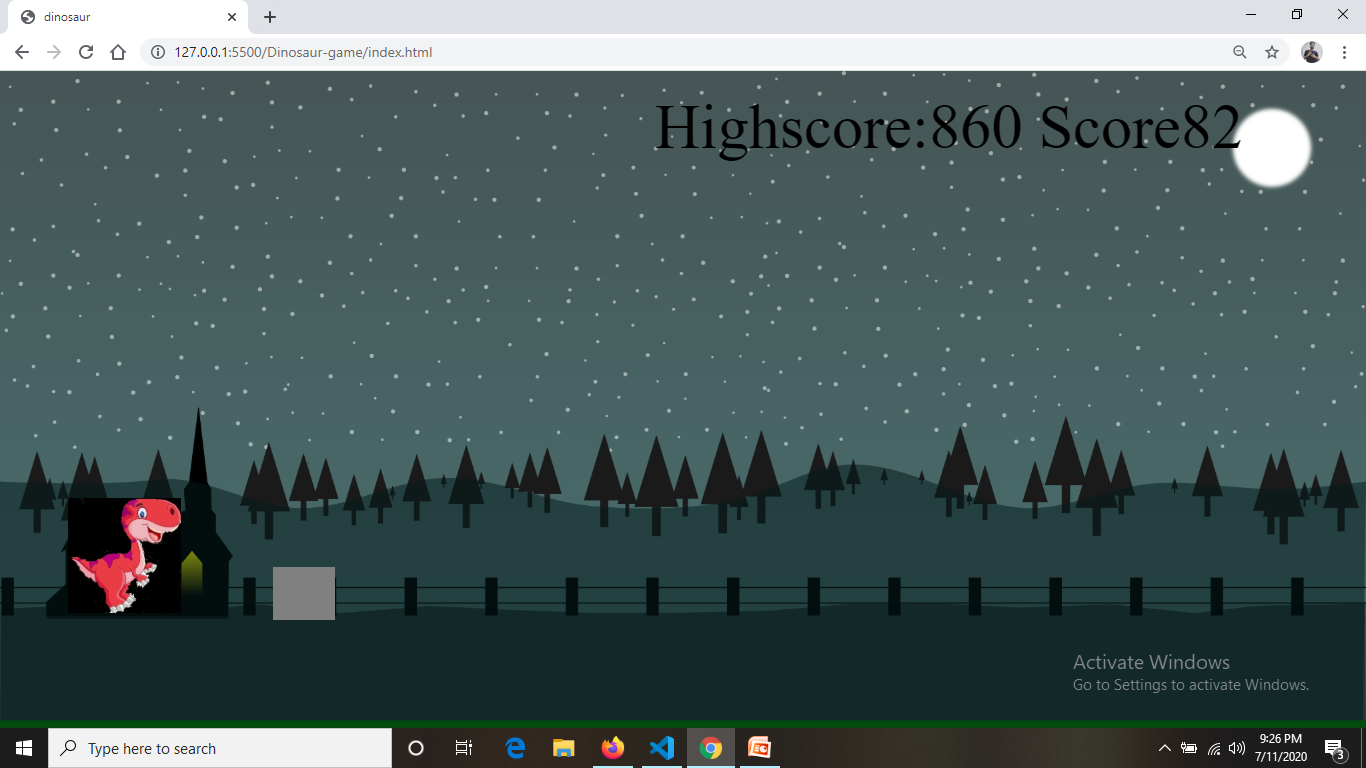 dinosaur
127.0.0.1:5500/Dinosaur-game/index.html
Highscore:860 Score82
Activate Windows
Go to Settings to activate Windows.
Type here to search
9:26 PM
7/11/2020
3